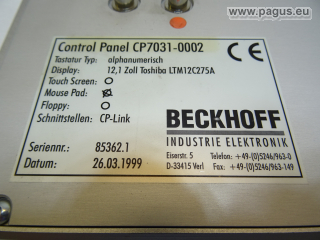 www.pagus.eu
Control Panel CP7031-0002
Tastatur Typ: alphanumerisch
Display: 12,1 Zoll Toshiba LTM12C275A
Touch Screen:
Mouse Pad:
Floppy:
Schnittstellen: CP-Link
CE
BECKHOFF
INDUSTRIE ELEKTRONIK
Seriennr.: 85362.1
Eiserstr. 5 Telefon: ++49-(0)5246/963-0
Datum: 26.03.1999
D-33415 Verl Fax: ++49-(0)5246/963-149